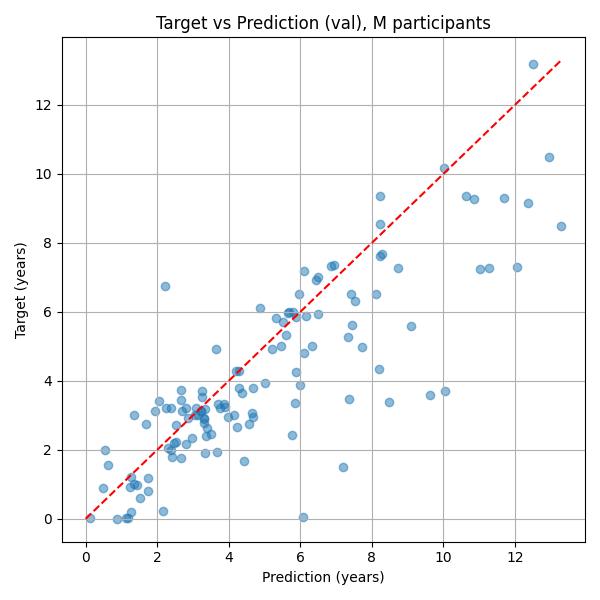 Target vs Prediction (val), M participants
Target (years)
12
10
8
6
4
2
0
0 2 4 6 8 10 12
Prediction (years)